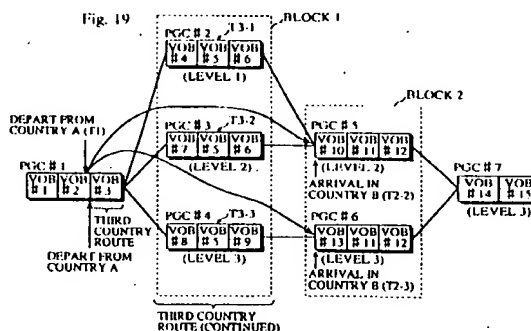 Fig. 19
BLOCK 1
PGC # 2
T3-1
VOB # 4 VOB # 5 VOB # 6
(LEVEL 1)
BLOCK 2
DEPART FROM COUNTRY A (T1)
PGC # 3
T3-2
VOB # 7 VOB # 5 VOB # 6
(LEVEL 2)
PGC # 5
VOB # 10 VOB # 11 VOB # 12
(LEVEL 2)
ARRIVAL IN COUNTRY B (T2-2)
PGC # 1
VOB # 1 VOB # 2 VOB # 3
THIRD COUNTRY ROUTE
DEPART FROM COUNTRY A
PGC # 7
VOB # 14 VOB # 15
(LEVEL 3)
PGC # 4
T3-3
VOB # 8 VOB # 5 VOB # 9
(LEVEL 3)
PGC # 6
VOB # 13 VOB # 11 VOB # 12
(LEVEL 3)
ARRIVAL IN COUNTRY B (T2-3)
THIRD COUNTRY ROUTE (CONTINUED)